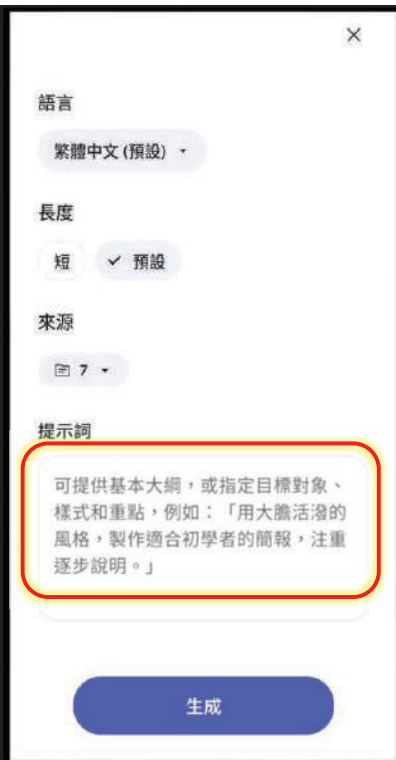 語言
繁體中文 (預設)
長度
短
預設
來源
7
提示詞
可提供基本大綱，或指定目標對象、
樣式和重點，例如：「用大膽活潑的
風格，製作適合初學者的簡報，注重
逐步說明。」
生成